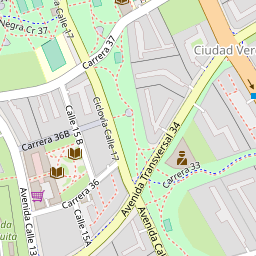 Negra.Cr 37
Calle 17
Carrera 37
Ciudad Ver
Ciclovía Calle 17
Calle 15 B
Carrera 36B
Avenida Transversal 34
Carrera 33
Carrera 36
Avenida Calle 13
Calle 15A
Avenida Cal
uita